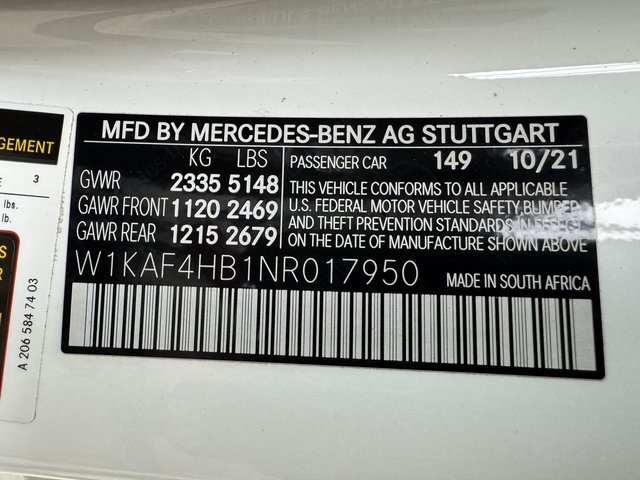 MFD BY MERCEDES-BENZ AG STUTTGART
KG LBS
GVWR 2335 5148
GAWR FRONT 1120 2469
GAWR REAR 1215 2679
PASSENGER CAR 149 10/21
THIS VEHICLE CONFORMS TO ALL APPLICABLE
U.S. FEDERAL MOTOR VEHICLE SAFETY, BUMPER
AND THEFT PREVENTION STANDARDS IN EFFECT
ON THE DATE OF MANUFACTURE SHOWN ABOVE
W1KAF4HB1NR017950 MADE IN SOUTH AFRICA
GEMENT
3
lbs.
lb.
A 206 584 74 03